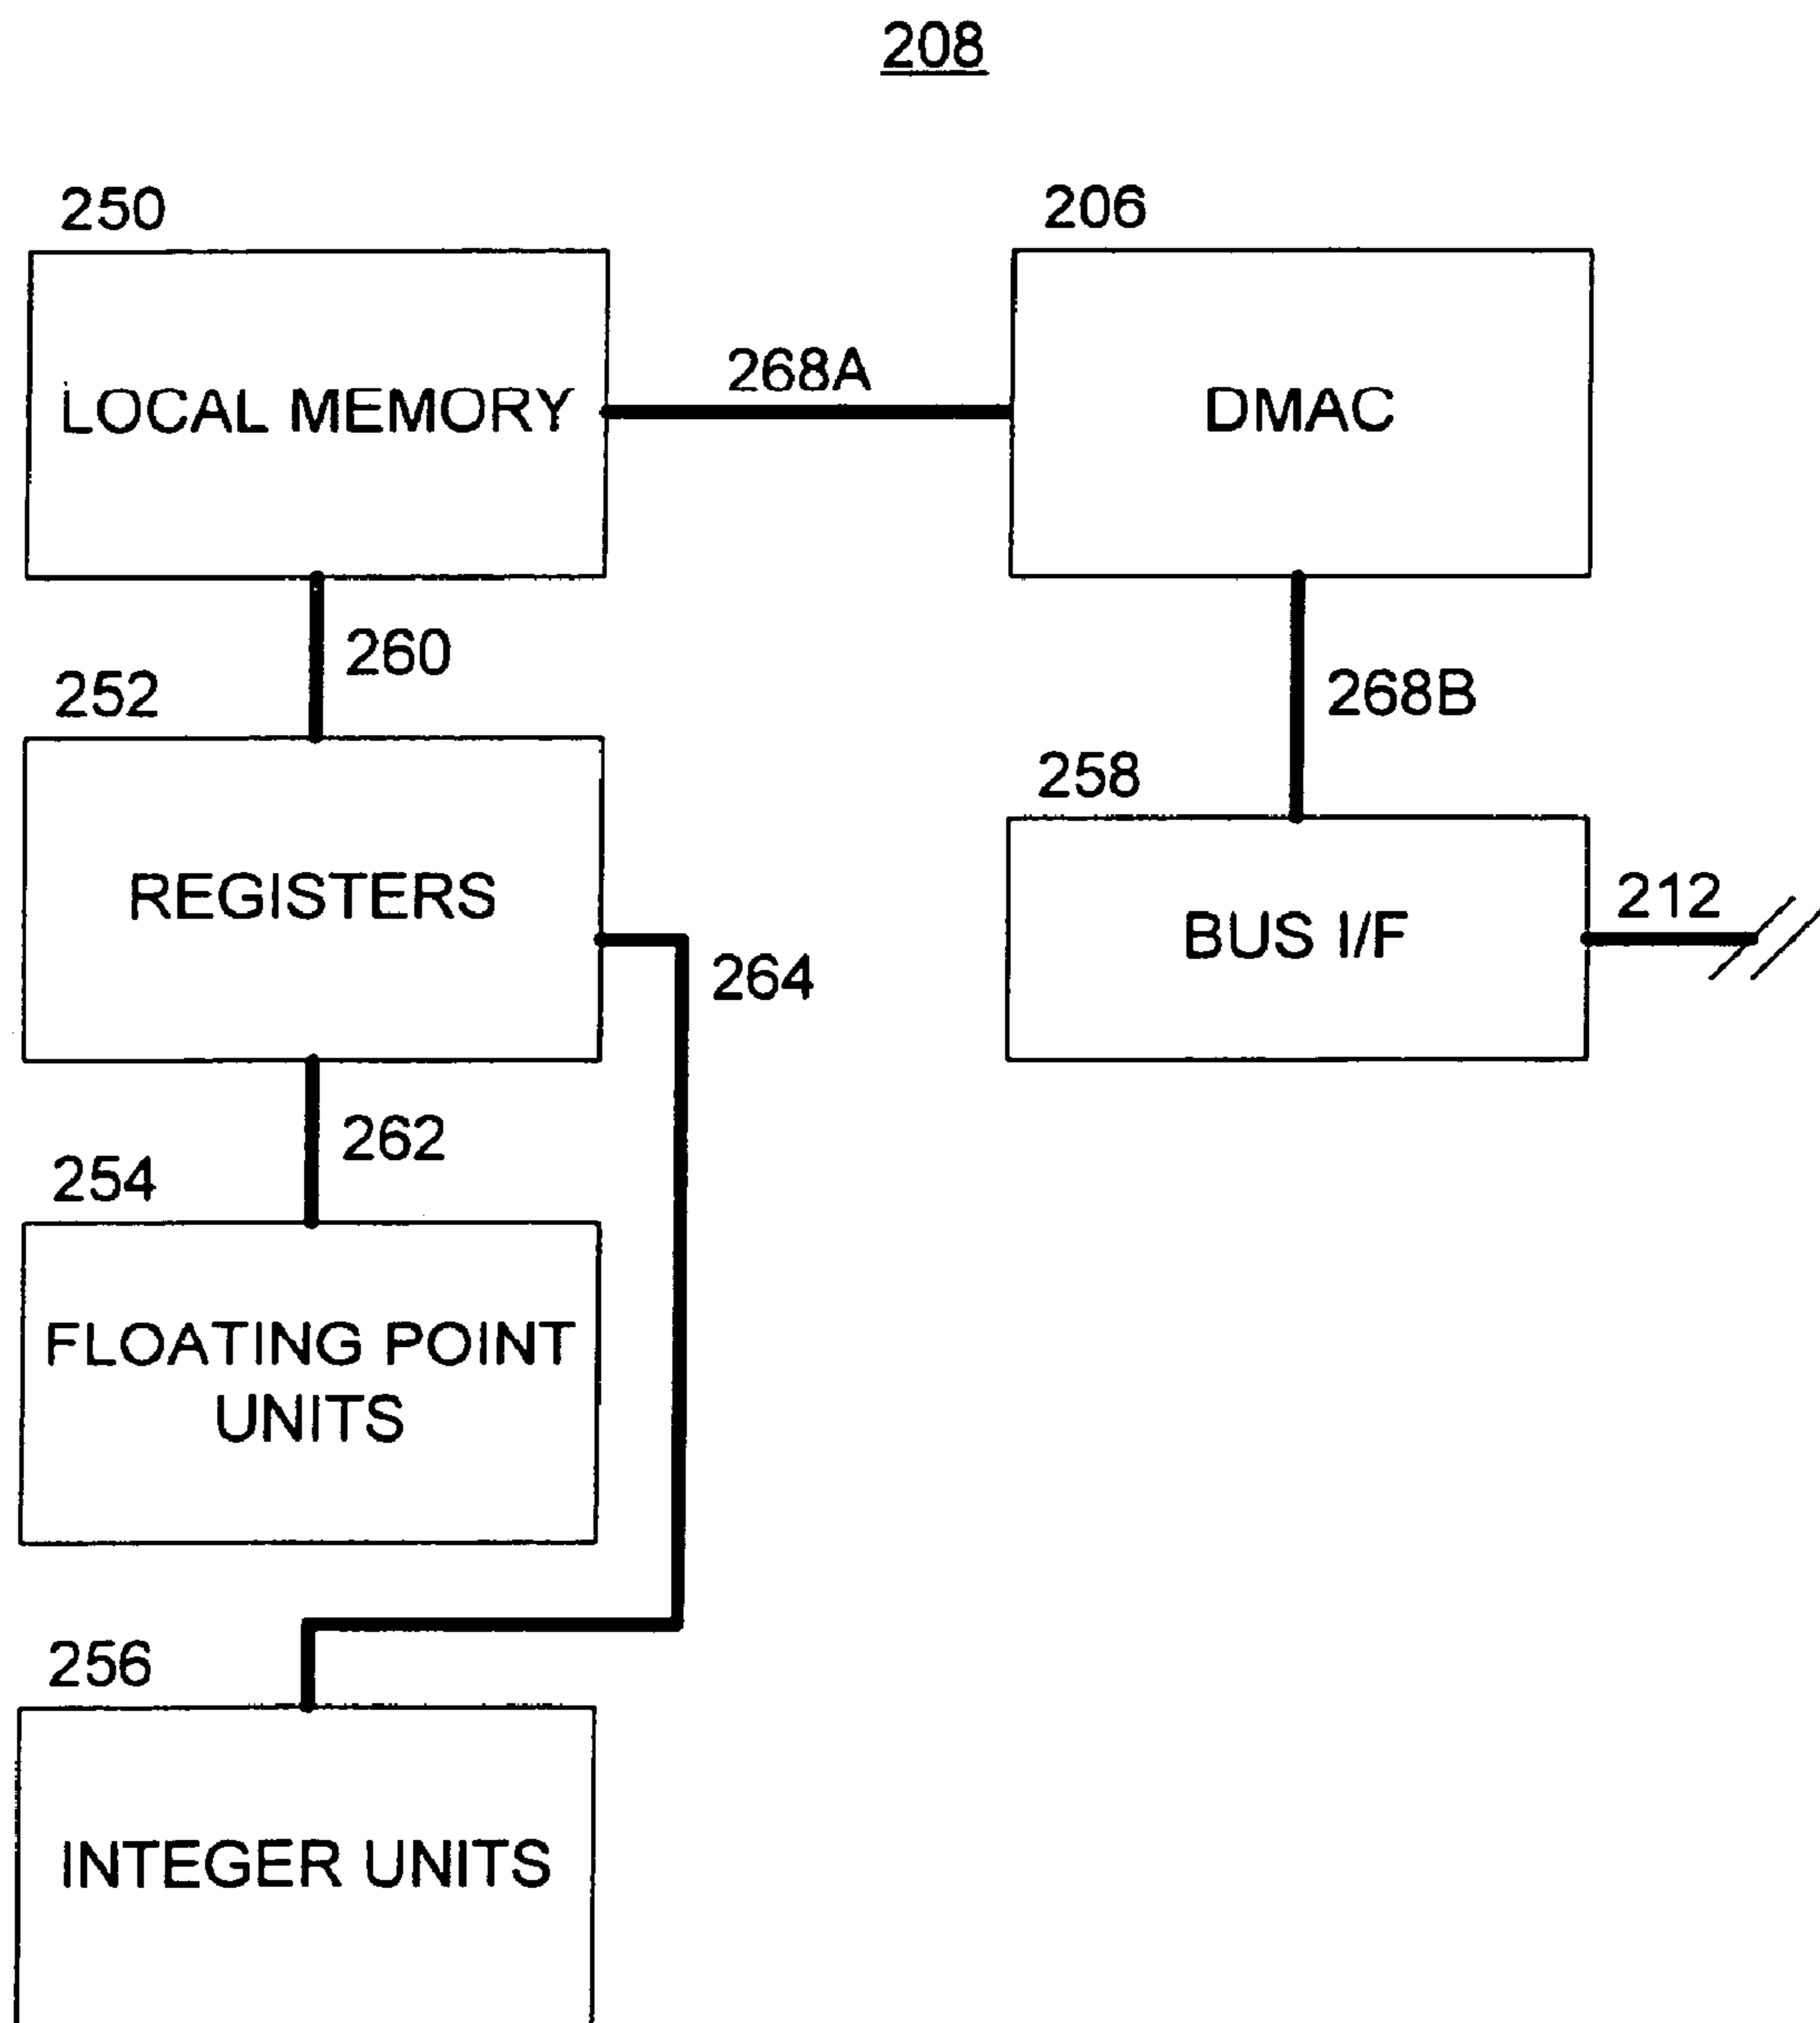 208
250
206
LOCAL MEMORY
268A
DMAC
260
252
268B
258
REGISTERS
BUS I/F
212
264
262
254
FLOATING POINT
UNITS
256
INTEGER UNITS